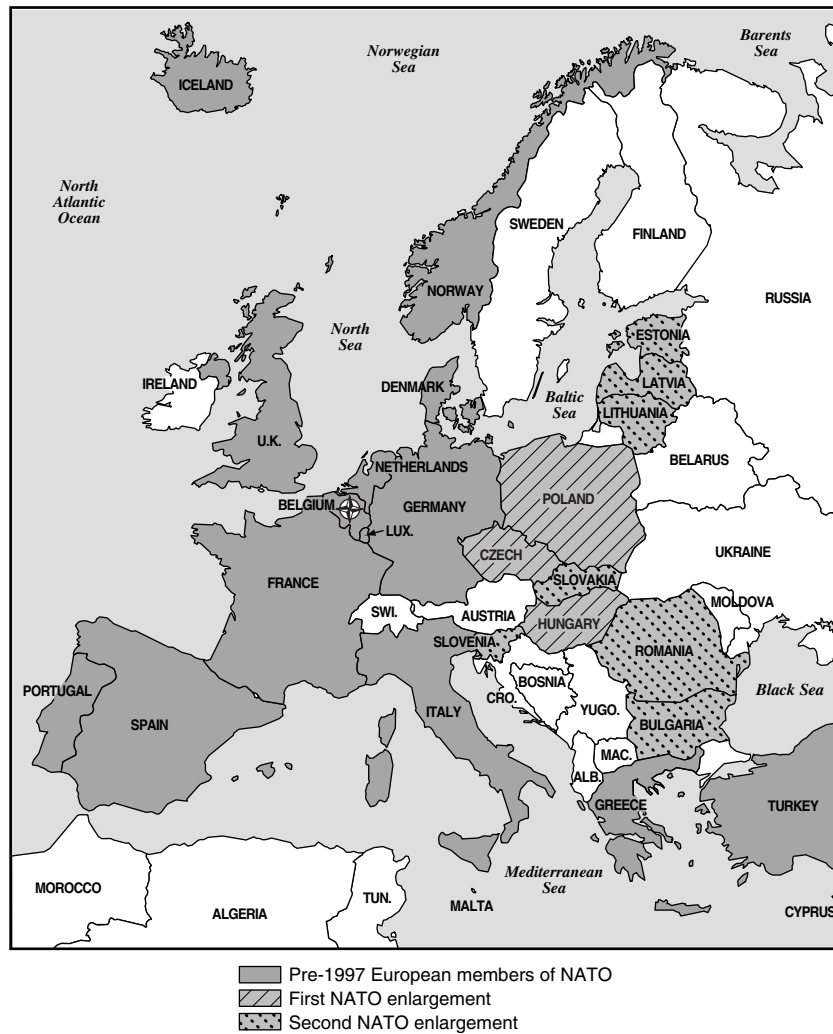 Barents
Sea
Norwegian
Sea
ICELAND
North
Atlantic
Ocean
SWEDEN
FINLAND
NORWAY
RUSSIA
North
Sea
ESTONIA
IRELAND
DENMARK
LATVIA
Baltic
Sea
LITHUANIA
U.K.
BELARUS
NETHERLANDS
POLAND
BELGIUM
GERMANY
LUX.
UKRAINE
CZECH
FRANCE
SLOVAKIA
MOLDOVA
SWI.
AUSTRIA
HUNGARY
SLOVENIA
ROMANIA
BOSNIA
PORTUGAL
CRO.
YUGO.
Black Sea
SPAIN
ITALY
BULGARIA
MAC.
ALB.
GREECE
TURKEY
Mediterranean
Sea
MOROCCO
TUN.
MALTA
ALGERIA
CYPRUS
Pre-1997 European members of NATO
First NATO enlargement
Second NATO enlargement